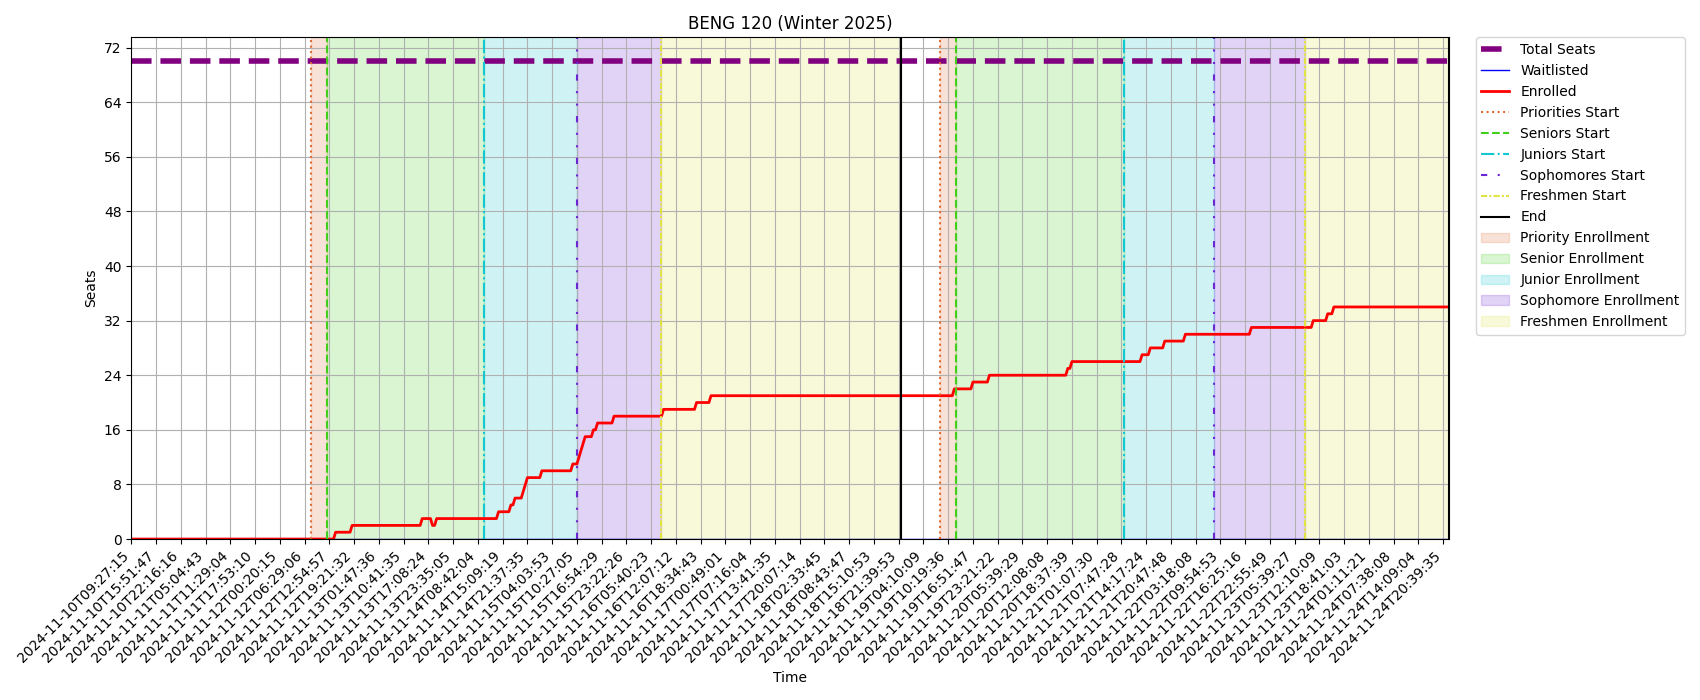 BENG 120 (Winter 2025)
72
64
56
48
40
32
24
16
8
0
Seats
2024-11-10T09:27:15
2024-11-10T15:51:47
2024-11-10T22:16:16
2024-11-11T05:04:43
2024-11-11T11:29:04
2024-11-11T17:53:10
2024-11-12T00:20:15
2024-11-12T06:29:06
2024-11-12T12:54:57
2024-11-12T19:21:32
2024-11-13T01:47:36
2024-11-13T10:41:35
2024-11-13T17:08:24
2024-11-13T23:35:05
2024-11-14T08:42:04
2024-11-14T15:09:19
2024-11-14T21:37:35
2024-11-15T04:03:53
2024-11-15T10:27:05
2024-11-15T16:54:29
2024-11-15T23:22:26
2024-11-16T05:40:23
2024-11-16T12:07:12
2024-11-16T18:34:43
2024-11-17T00:49:01
2024-11-17T07:16:04
2024-11-17T13:41:35
2024-11-17T20:07:14
2024-11-18T02:33:45
2024-11-18T08:43:47
2024-11-18T15:10:53
2024-11-18T21:39:53
2024-11-19T04:10:09
2024-11-19T10:19:36
2024-11-19T16:51:47
2024-11-19T23:21:22
2024-11-20T05:39:29
2024-11-20T12:08:08
2024-11-20T18:37:39
2024-11-21T01:07:30
2024-11-21T07:47:28
2024-11-21T14:17:24
2024-11-21T20:47:48
2024-11-22T03:18:08
2024-11-22T09:54:53
2024-11-22T16:25:16
2024-11-22T22:55:49
2024-11-23T05:39:27
2024-11-23T12:10:09
2024-11-23T18:41:03
2024-11-24T01:11:21
2024-11-24T07:38:08
2024-11-24T14:09:04
2024-11-24T20:39:35
Time
Total Seats
Waitlisted
Enrolled
Priorities Start
Seniors Start
Juniors Start
Sophomores Start
Freshmen Start
End
Priority Enrollment
Senior Enrollment
Junior Enrollment
Sophomore Enrollment
Freshmen Enrollment